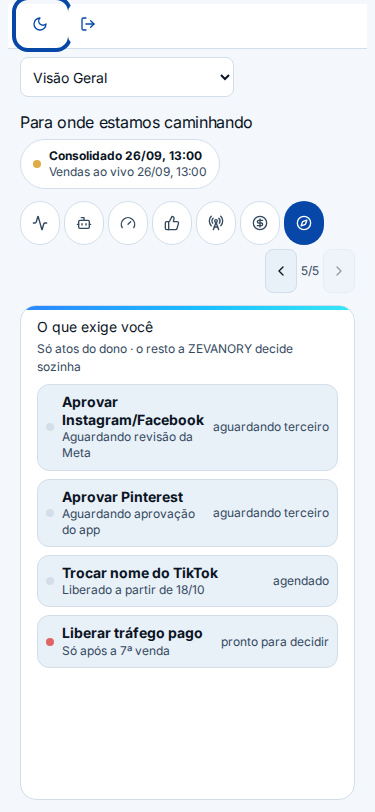 Visão Geral
Para onde estamos caminhando
Consolidado 26/09, 13:00
Vendas ao vivo 26/09, 13:00
5/5
O que exige você
Só atos do dono · o resto a ZEVANORY decide
sozinha
Aprovar
Instagram/Facebook
Aguardando revisão da
Meta
aguardando terceiro
Aprovar Pinterest
Aguardando aprovação
do app
aguardando terceiro
Trocar nome do TikTok
Liberado a partir de 18/10
agendado
Liberar tráfego pago
Só após a 7ª venda
pronto para decidir